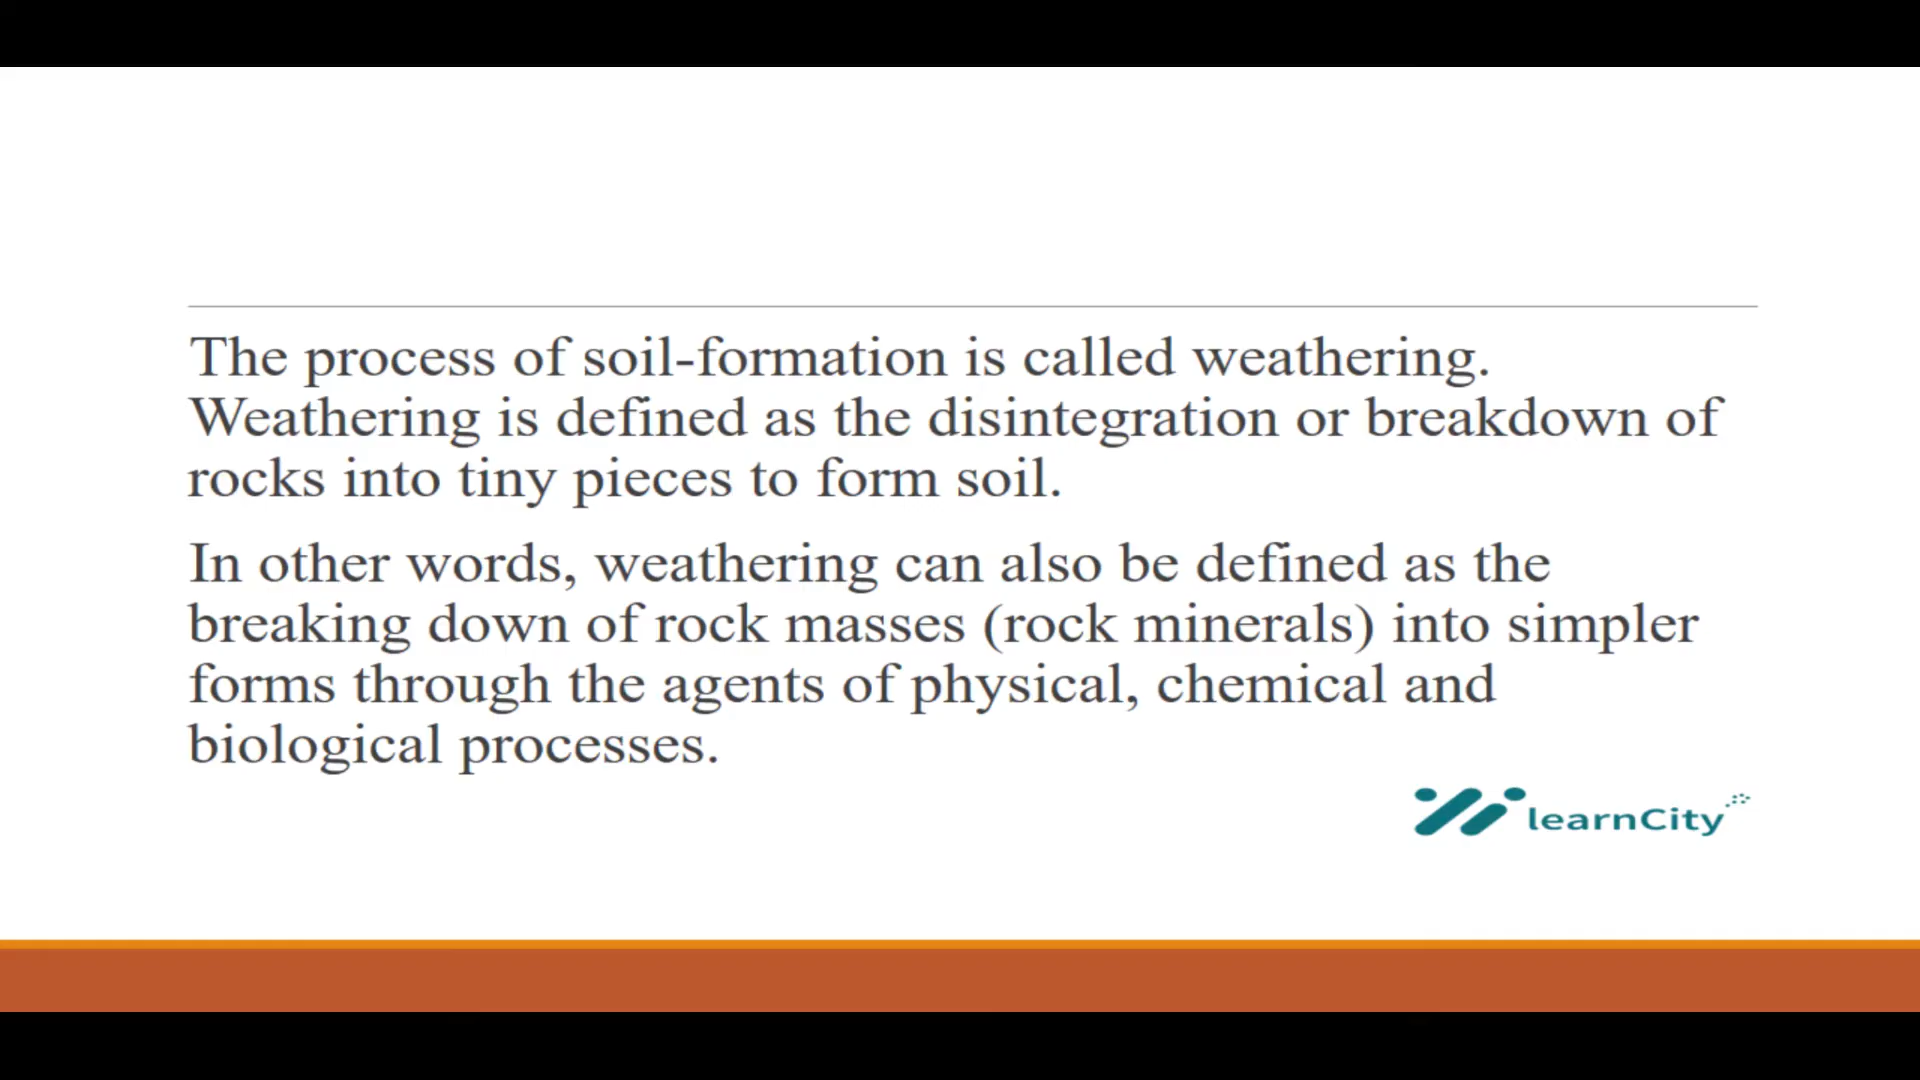 The process of soil-formation is called weathering.
Weathering is defined as the disintegration or breakdown of
rocks into tiny pieces to form soil.
In other words, weathering can also be defined as the
breaking down of rock masses (rock minerals) into simpler
forms through the agents of physical, chemical and
biological processes.
learnCity